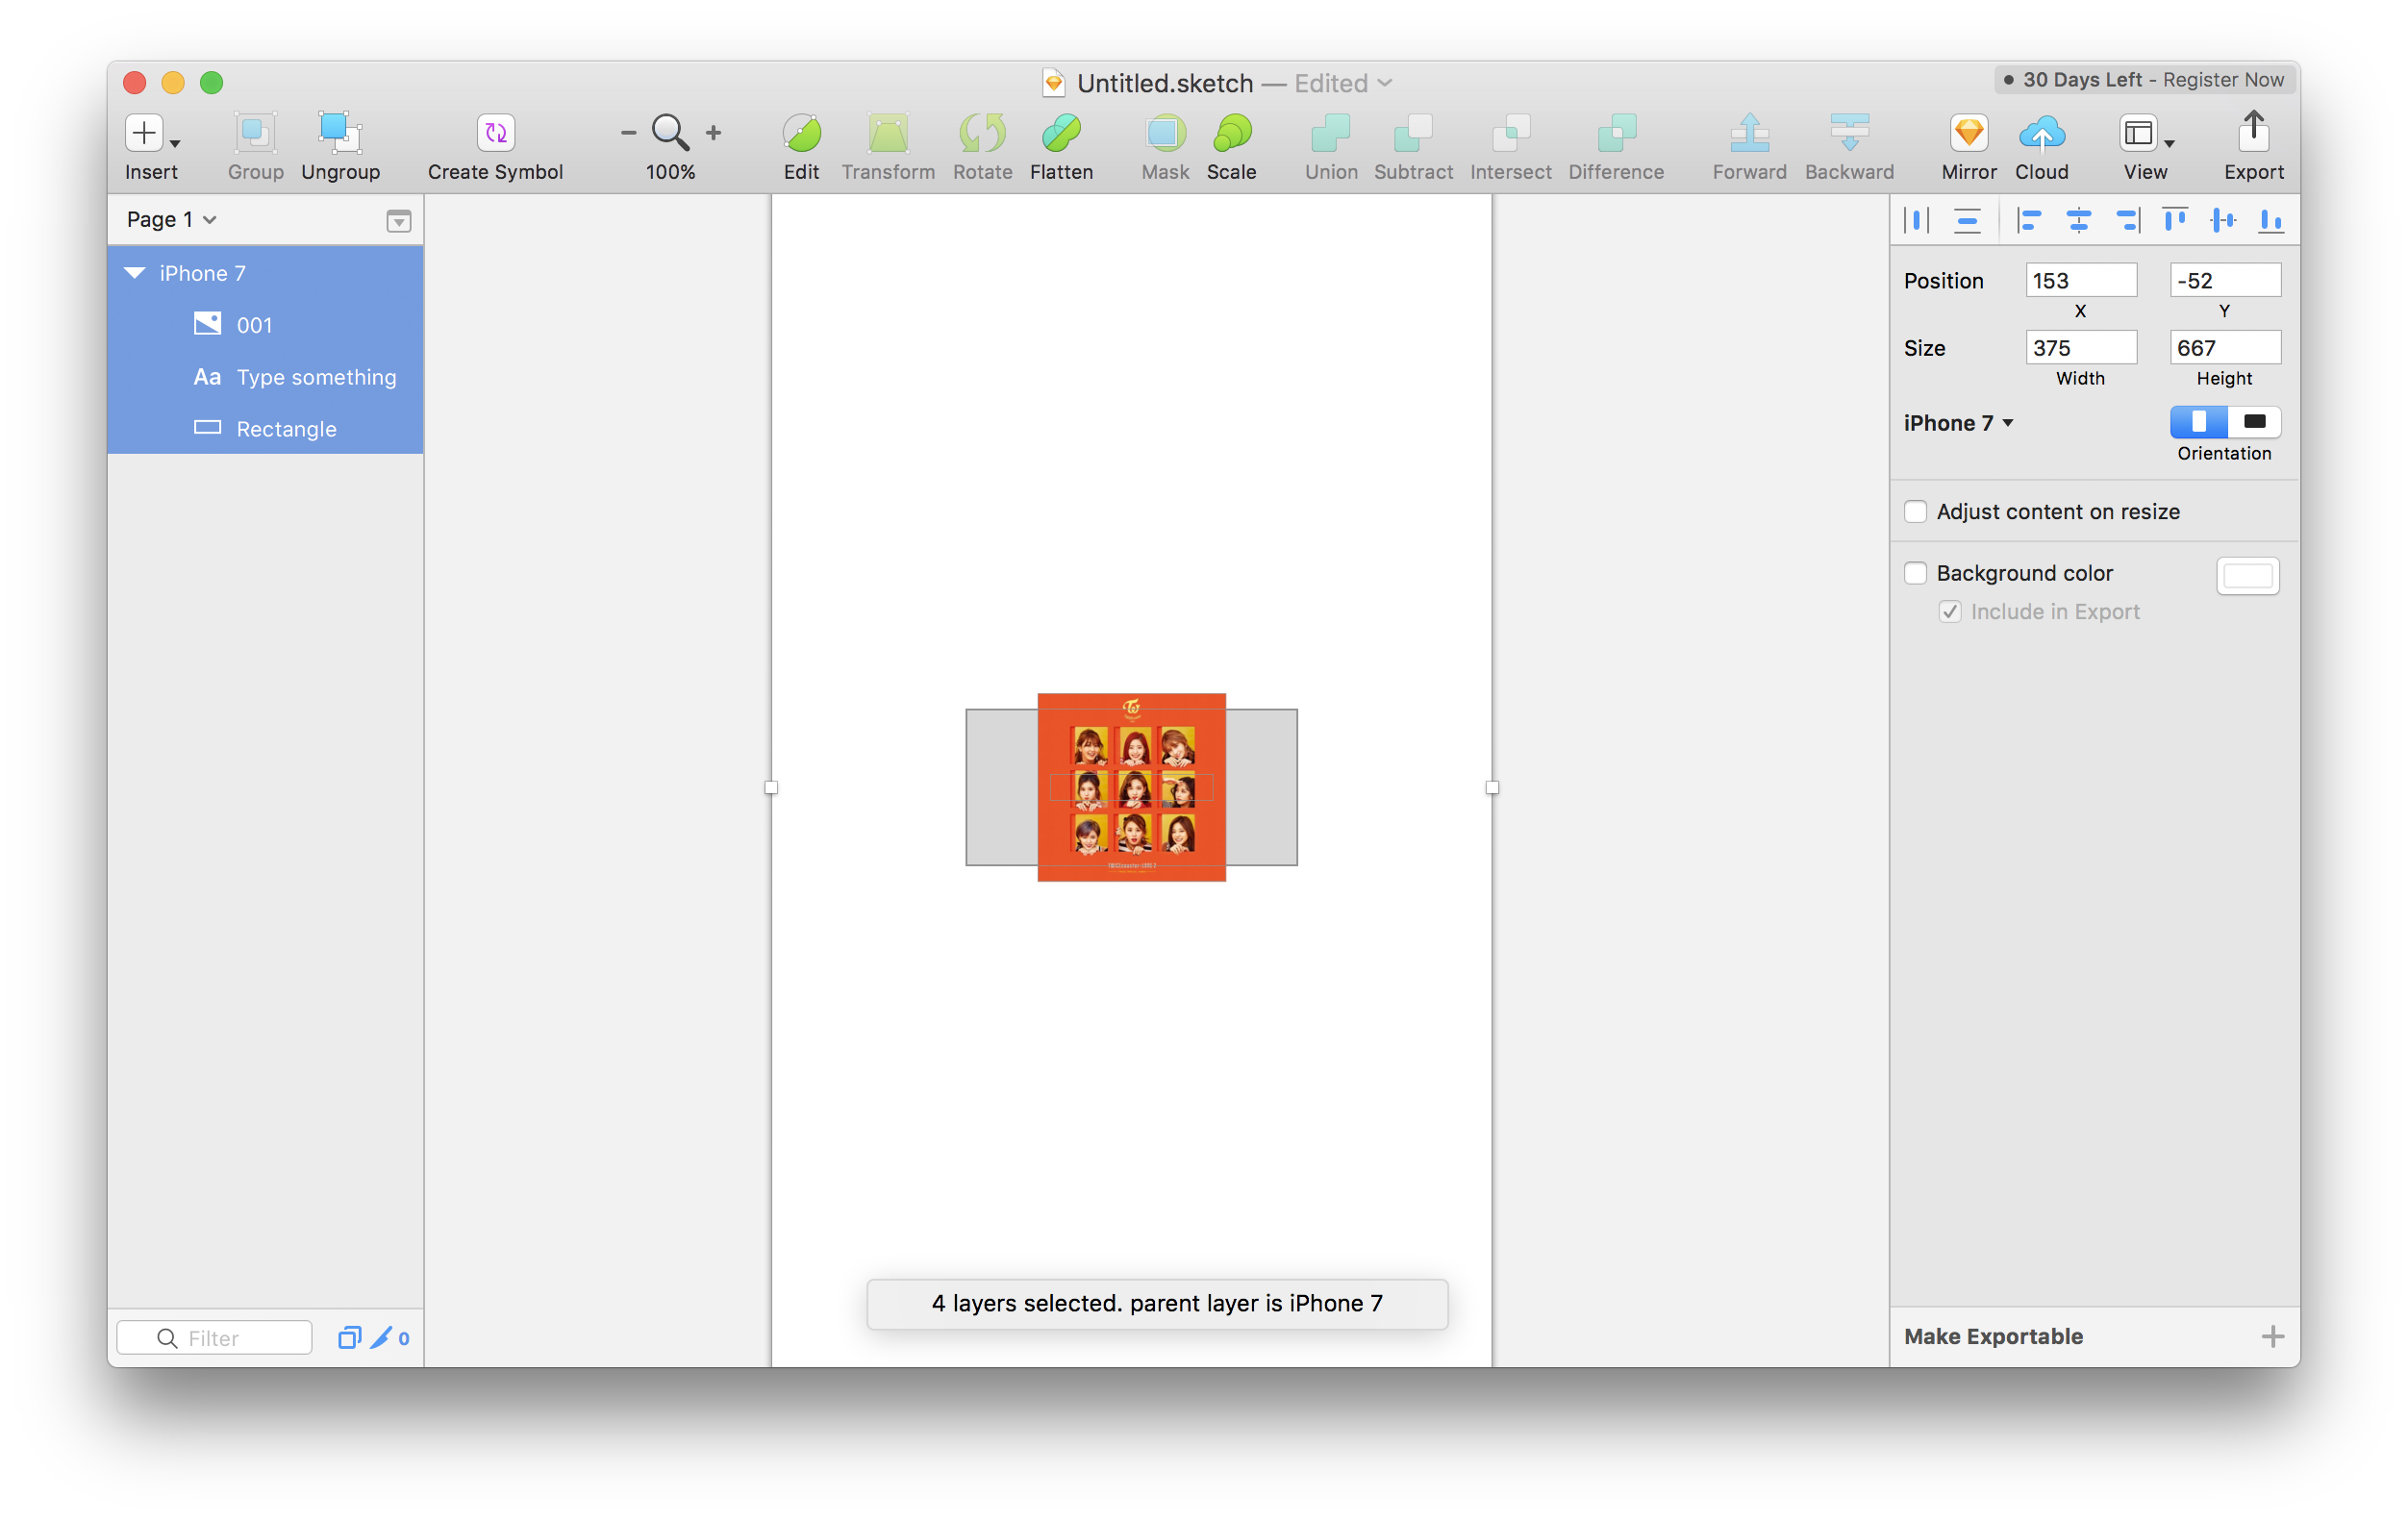 Untitled.sketch — Edited
30 Days Left - Register Now
Insert
Group
Ungroup
Create Symbol
100%
Edit
Transform
Rotate
Flatten
Mask
Scale
Union
Subtract
Intersect
Difference
Forward
Backward
Mirror
Cloud
View
Export
Page 1
iPhone 7
001
Aa Type something
Rectangle
Filter
0
4 layers selected. parent layer is iPhone 7
Position 153 -52
X Y
Size 375 667
Width Height
iPhone 7
Orientation
Adjust content on resize
Background color
Include in Export
Make Exportable